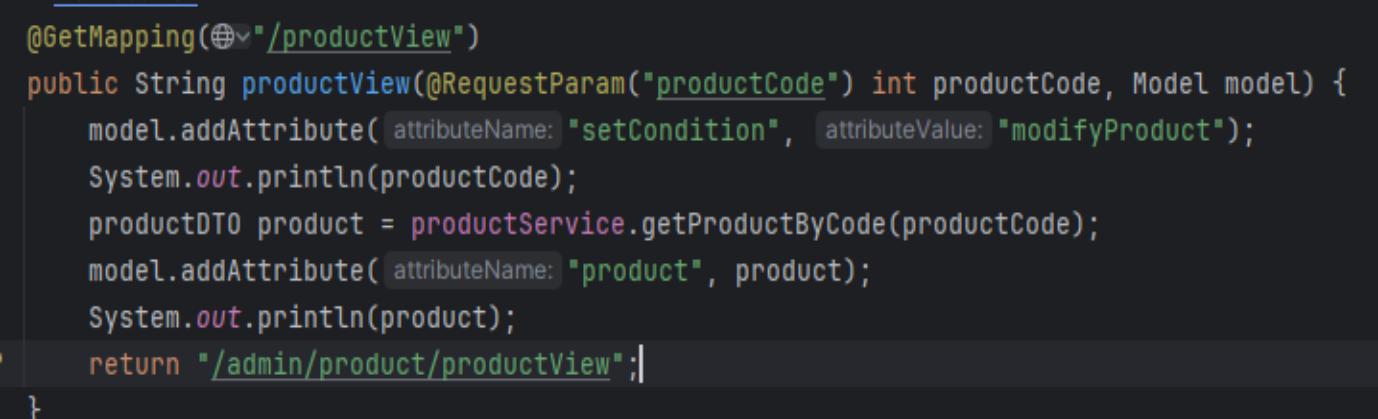 @GetMapping("/productView")
public String productView(@RequestParam("productCode") int productCode, Model model) {
model.addAttribute( attributeName: "setCondition", attributeValue: "modifyProduct");
System.out.println(productCode);
productDTO product = productService.getProductByCode(productCode);
model.addAttribute( attributeName: "product", product);
System.out.println(product);
return "/admin/product/productView";
}